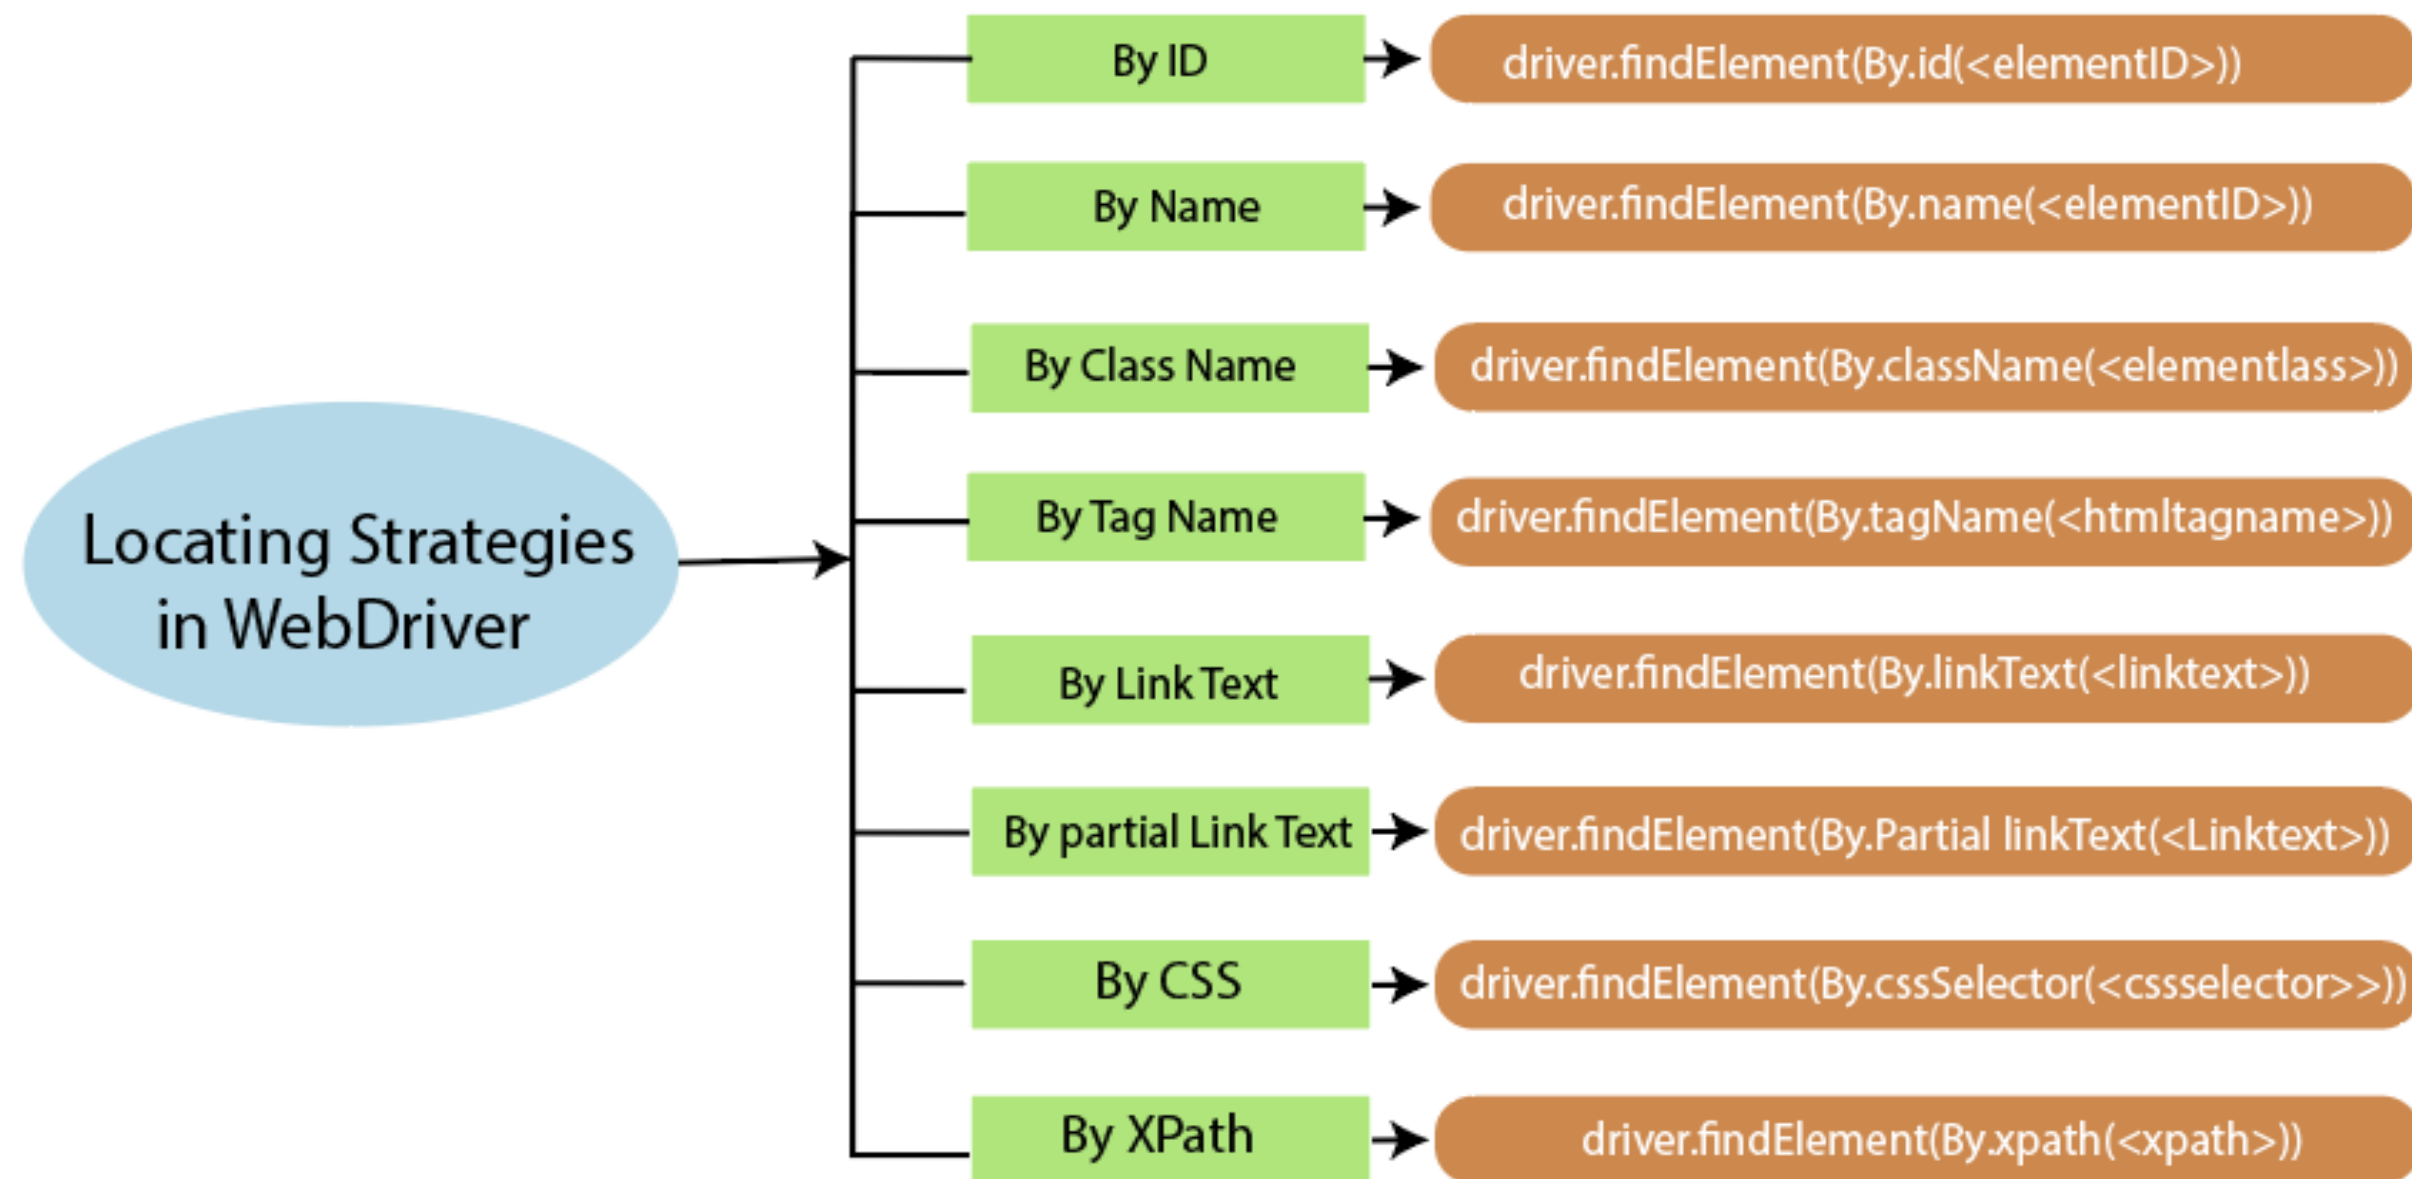 Locating Strategies
in WebDriver
By ID
driver.findElement(By.id(<elementID>))
By Name
driver.findElement(By.name(<elementID>))
By Class Name
driver.findElement(By.className(<elementlass>))
By Tag Name
driver.findElement(By.tagName(<htmltagname>))
By Link Text
driver.findElement(By.linkText(<linktext>))
By partial Link Text
driver.findElement(By.Partial linkText(<Linktext>))
By CSS
driver.findElement(By.cssSelector(<cssselector>>))
By XPath
driver.findElement(By.xpath(<xpath>))